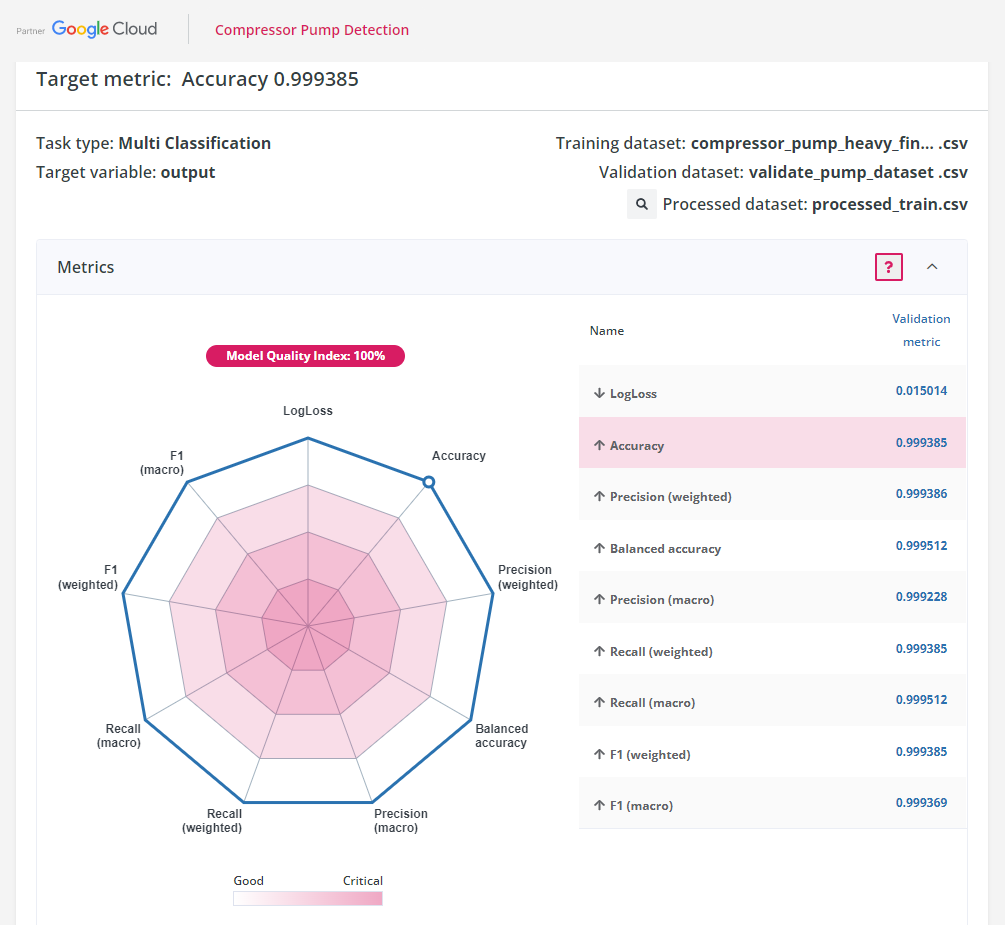 Partner Google Cloud
Compressor Pump Detection
Target metric: Accuracy 0.999385
Task type: Multi Classification
Target variable: output
Training dataset: compressor_pump_heavy_fin... .csv
Validation dataset: validate_pump_dataset .csv
Processed dataset: processed_train.csv
Metrics
?
Model Quality Index: 100%
LogLoss
Accuracy
Precision
(weighted)
Balanced
accuracy
Precision
(macro)
Recall
(weighted)
Recall
(macro)
F1
(weighted)
F1
(macro)
Good
Critical
Name
Validation
metric
↓ LogLoss 0.015014
↑ Accuracy 0.999385
↑ Precision (weighted) 0.999386
↑ Balanced accuracy 0.999512
↑ Precision (macro) 0.999228
↑ Recall (weighted) 0.999385
↑ Recall (macro) 0.999512
↑ F1 (weighted) 0.999385
↑ F1 (macro) 0.999369